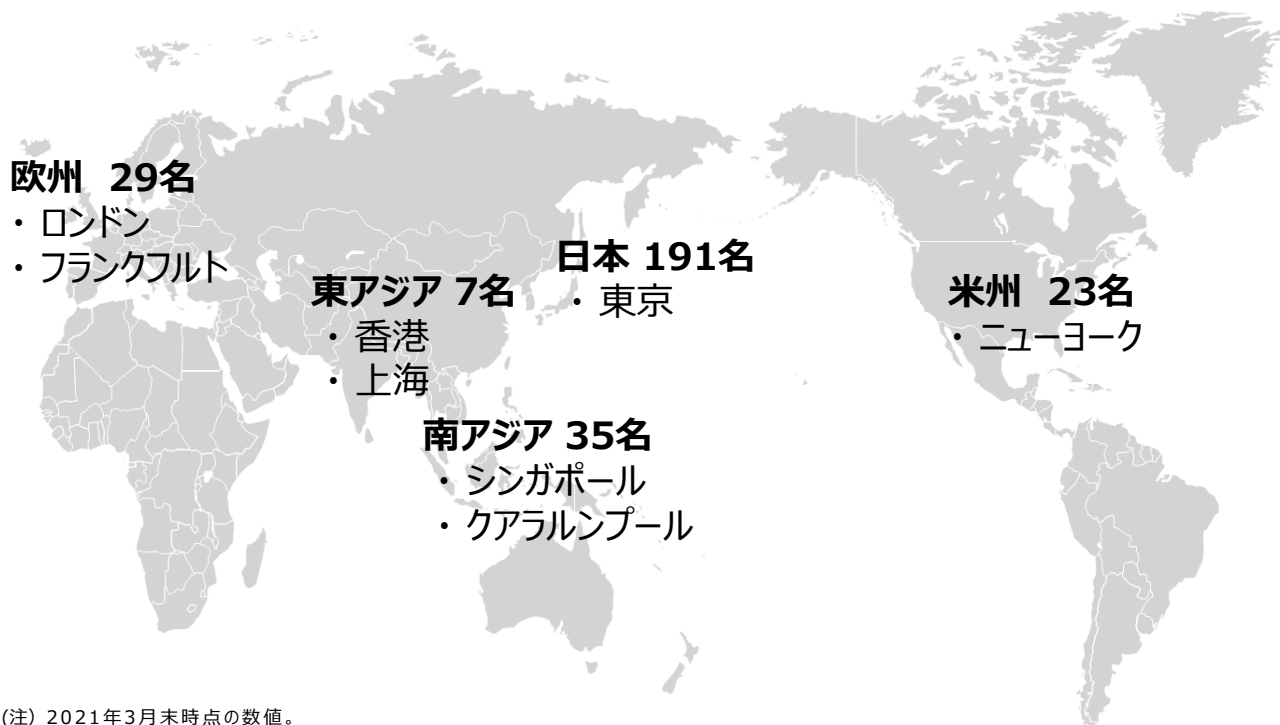 欧州 29名
・ロンドン
・フランクフルト
東アジア 7名
・香港
・上海
日本 191名
・東京
米州 23名
・ニューヨーク
南アジア 35名
・シンガポール
・クアラルンプール
(注) 2021年3月末時点の数値。